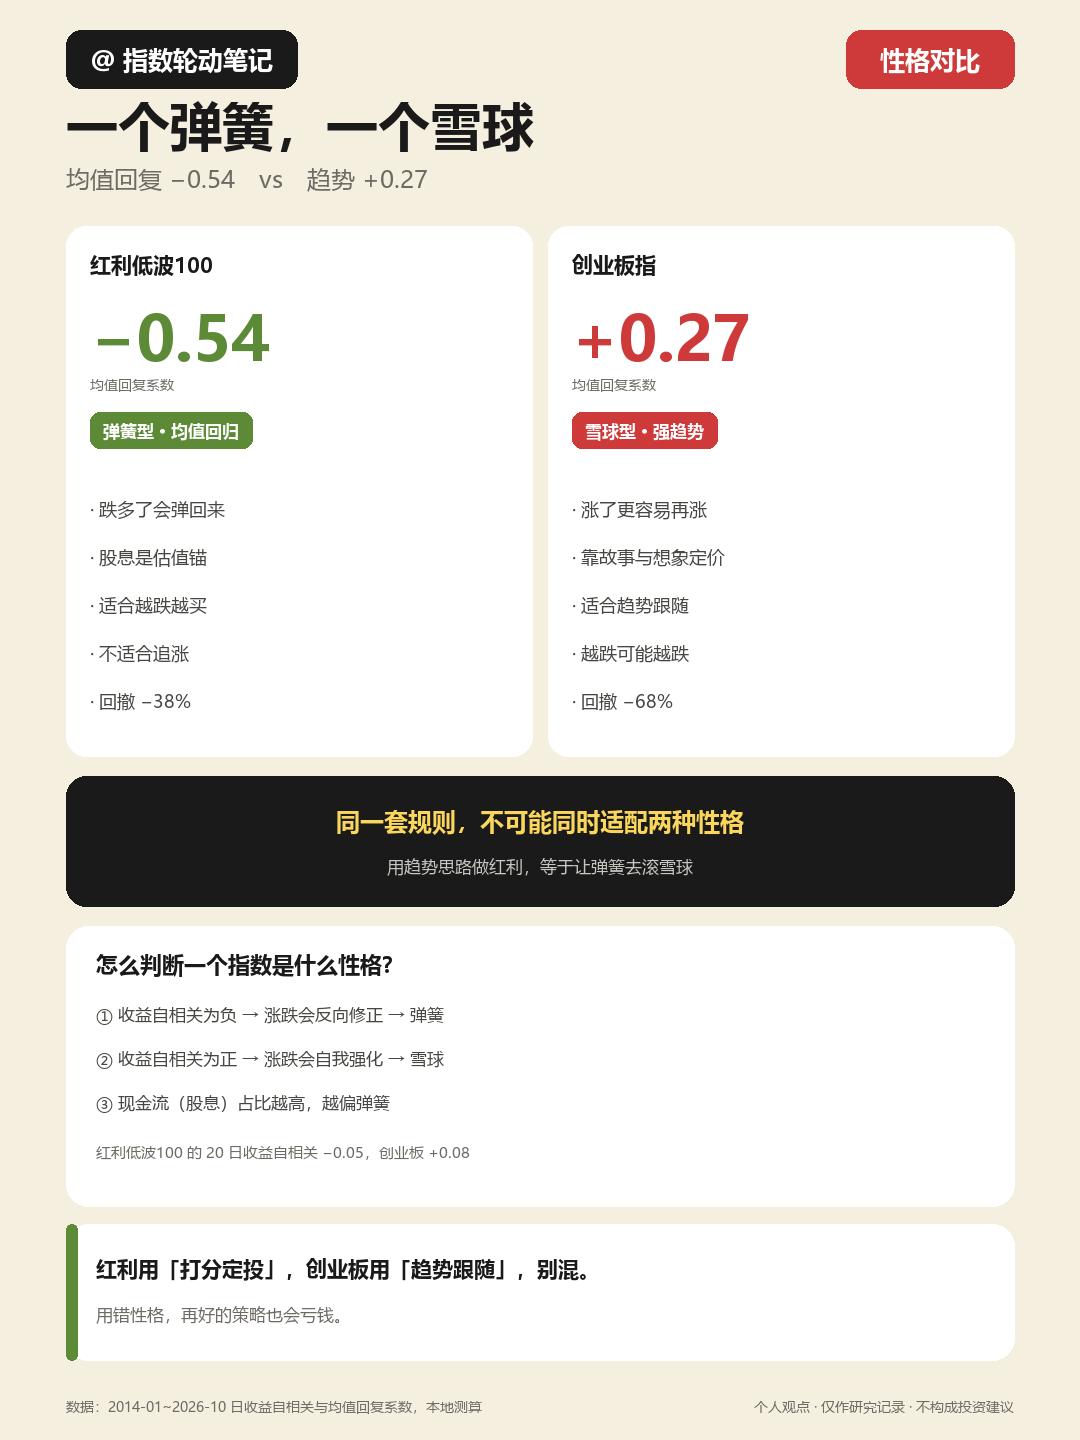 @ 指数轮动笔记
性格对比
一个弹簧，一个雪球
均值回复 −0.54 vs 趋势 +0.27
红利低波100
−0.54
均值回复系数
弹簧型·均值回归
· 跌多了会弹回来
· 股息是估值锚
· 适合越跌越买
· 不适合追涨
· 回撤 −38%
创业板指
+0.27
均值回复系数
雪球型·强趋势
· 涨了更容易再涨
· 靠故事与想象定价
· 适合趋势跟随
· 越跌可能越跌
· 回撤 −68%
同一套规则，不可能同时适配两种性格
用趋势思路做红利，等于让弹簧去滚雪球
怎么判断一个指数是什么性格?
① 收益自相关为负 → 涨跌会反向修正 → 弹簧
② 收益自相关为正 → 涨跌会自我强化 → 雪球
③ 现金流（股息）占比越高，越偏弹簧
红利低波100 的 20 日收益自相关 −0.05，创业板 +0.08
红利用「打分定投」，创业板用「趋势跟随」，别混。
用错性格，再好的策略也会亏钱。
数据：2014-01~2026-10 日收益自相关与均值回复系数，本地测算
个人观点 · 仅作研究记录 · 不构成投资建议